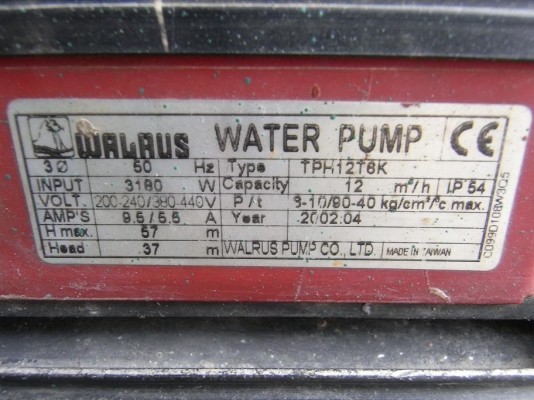 WALRUS WATER PUMP CE
3Ø 50 Hz Type TPH12T6K
INPUT 3180 W Capacity 12 m³/h IP 54
VOLT. 200-240/380-440V P/t 8-10/90-40 kg/cm²/°c max.
AMP'S 9.5/5.5 A Year 2002.04
H max. 57 m
Head 37 m WALRUS PUMP CO., LTD. MADE IN TAIWAN